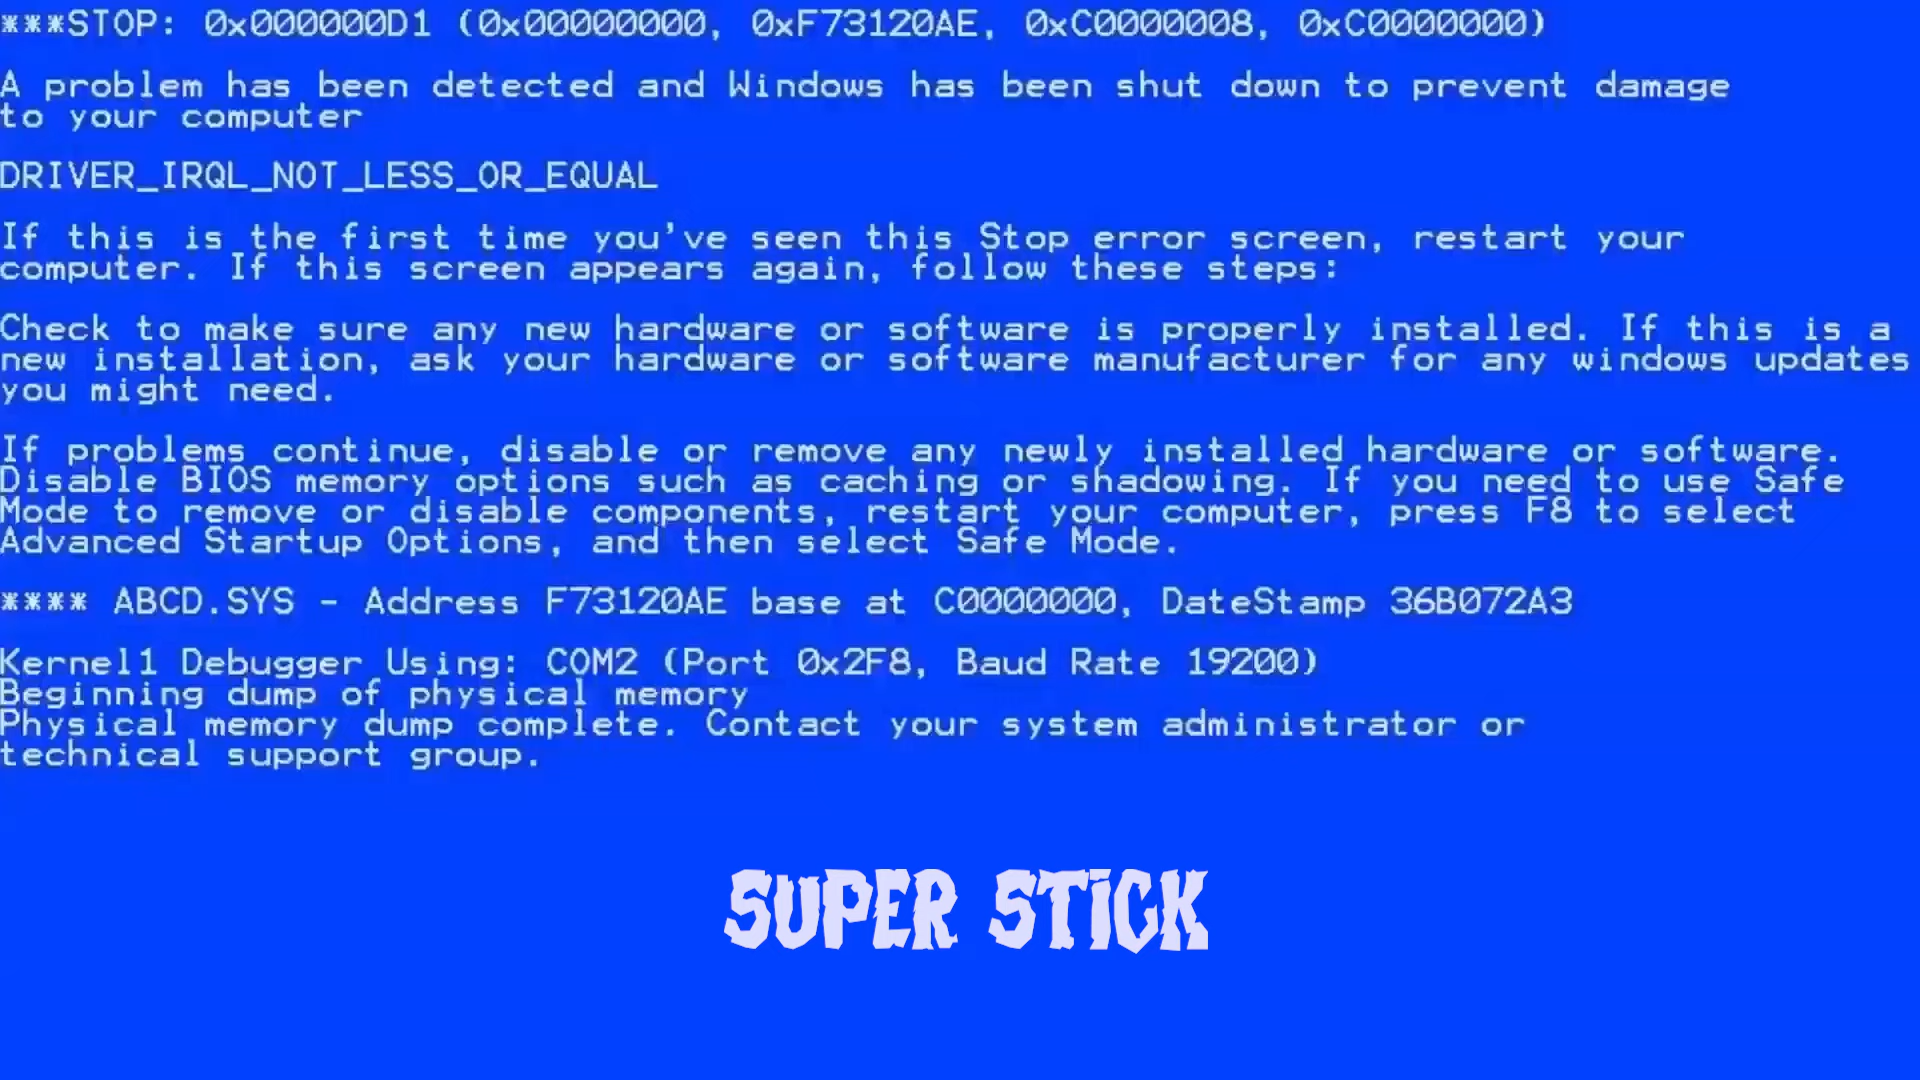 ***STOP: 0x000000D1 (0x00000000, 0xF73120AE, 0xC0000008, 0xC0000000)
A problem has been detected and Windows has been shut down to prevent damage
to your computer
DRIVER_IRQL_NOT_LESS_OR_EQUAL
If this is the first time you've seen this Stop error screen, restart your
computer. If this screen appears again, follow these steps:
Check to make sure any new hardware or software is properly installed. If this is a
new installation, ask your hardware or software manufacturer for any windows updates
you might need.
If problems continue, disable or remove any newly installed hardware or software.
Disable BIOS memory options such as caching or shadowing. If you need to use Safe
Mode to remove or disable components, restart your computer, press F8 to select
Advanced Startup Options, and then select Safe Mode.
**** ABCD.SYS - Address F73120AE base at C0000000, DateStamp 36B072A3
Kernel1 Debugger Using: COM2 (Port 0x2F8, Baud Rate 19200)
Beginning dump of physical memory
Physical memory dump complete. Contact your system administrator or
technical support group.
SUPER STICK